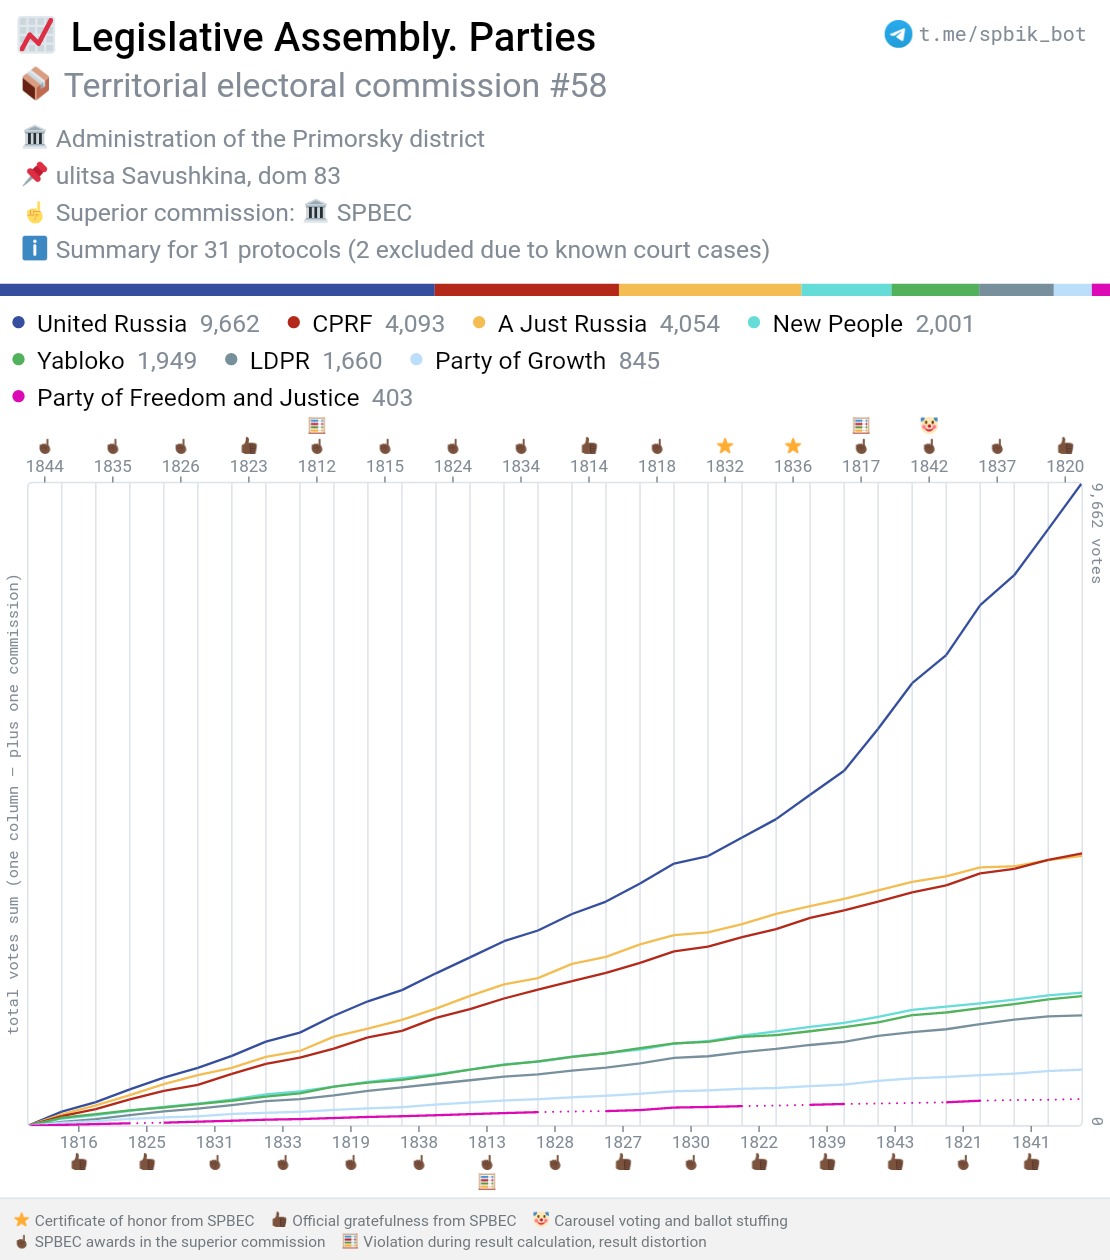 Legislative Assembly. Parties
t.me/spbik_bot
Territorial electoral commission #58
Administration of the Primorsky district
ulitsa Savushkina, dom 83
Superior commission: SPBEC
Summary for 31 protocols (2 excluded due to known court cases)
United Russia 9,662 CPRF 4,093 A Just Russia 4,054 New People 2,001
Yabloko 1,949 LDPR 1,660 Party of Growth 845
Party of Freedom and Justice 403
1844 1835 1826 1823 1812 1815 1824 1834 1814 1818 1832 1836 1817 1842 1837 1820
9,662 votes
total votes sum (one column – plus one commission)
0
1816 1825 1831 1833 1819 1838 1813 1828 1827 1830 1822 1839 1843 1821 1841
Certificate of honor from SPBEC Official gratefulness from SPBEC Carousel voting and ballot stuffing
SPBEC awards in the superior commission Violation during result calculation, result distortion